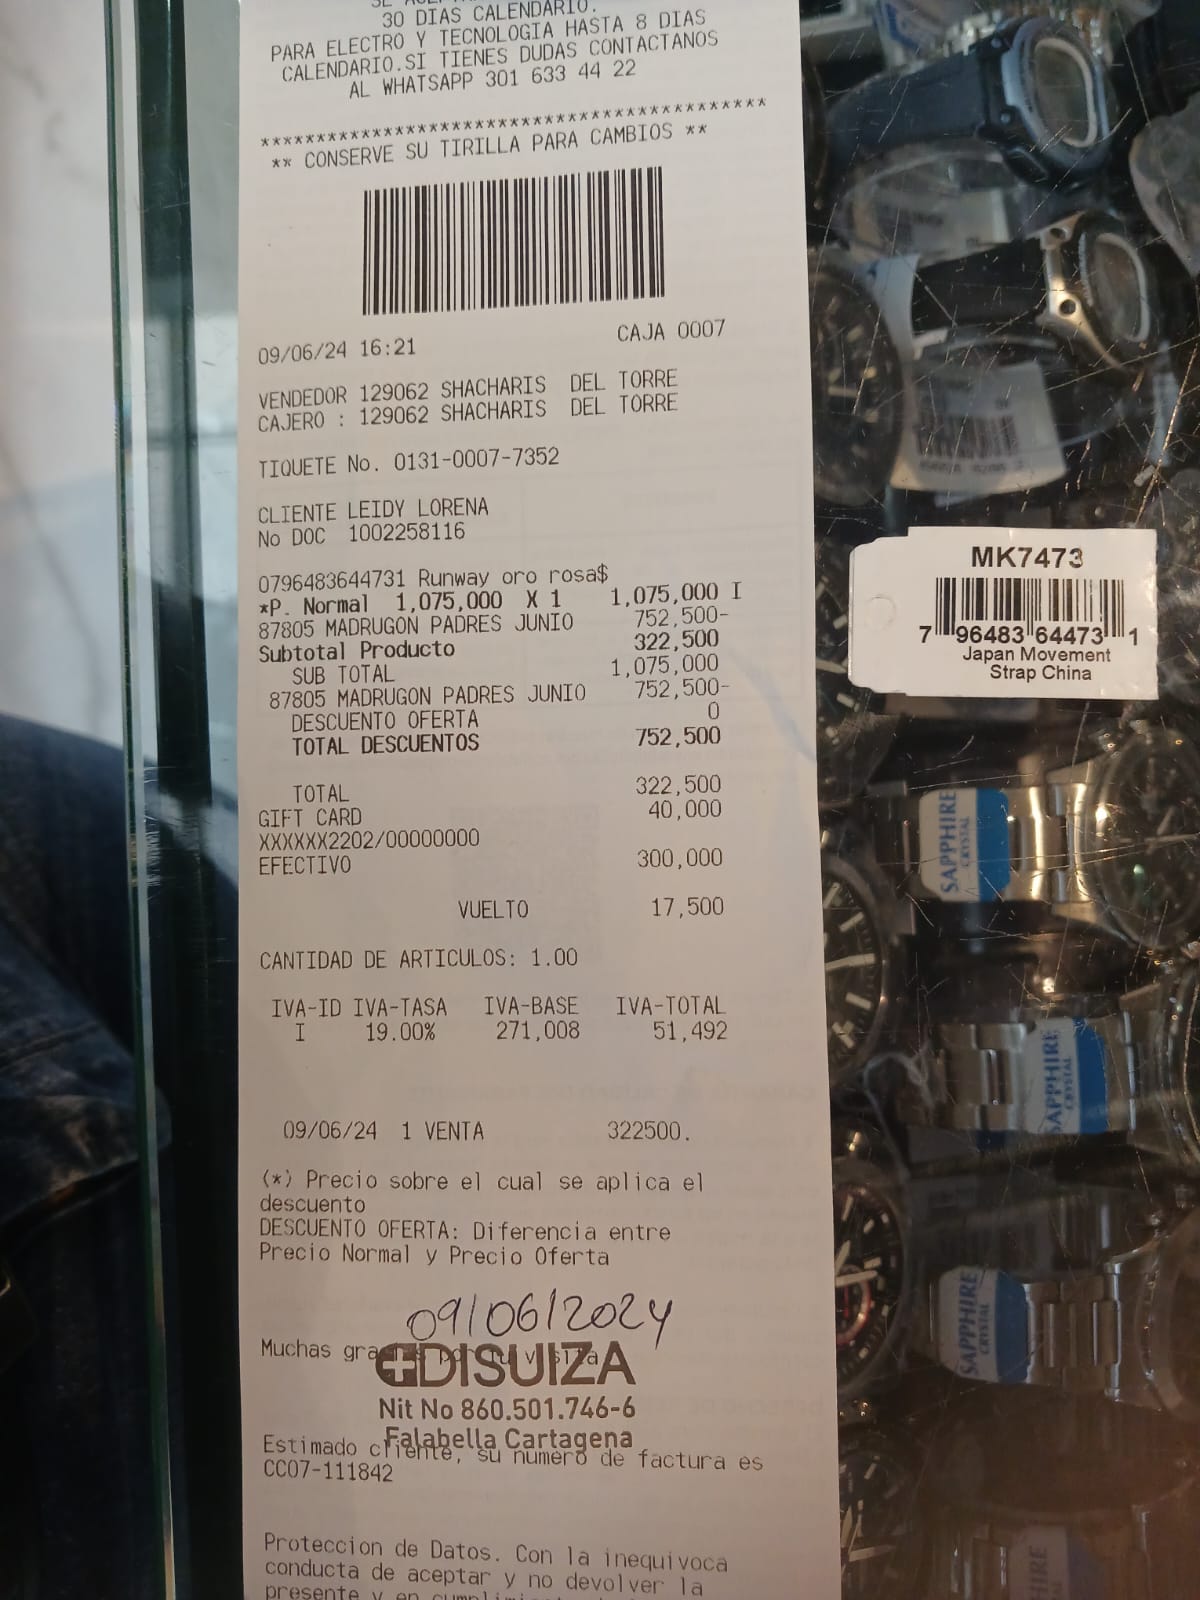 30 DIAS CALENDARIO.
PARA ELECTRO Y TECNOLOGIA HASTA 8 DIAS
CALENDARIO.SI TIENES DUDAS CONTACTANOS
AL WHATSAPP 301 633 44 22
******************************************
** CONSERVE SU TIRILLA PARA CAMBIOS **
09/06/24 16:21 CAJA 0007
VENDEDOR 129062 SHACHARIS DEL TORRE
CAJERO : 129062 SHACHARIS DEL TORRE
TIQUETE No. 0131-0007-7352
CLIENTE LEIDY LORENA
No DOC 1002258116
0796483644731 Runway oro rosa$
*P. Normal 1,075,000 X 1 1,075,000 I
87805 MADRUGON PADRES JUNIO 752,500-
Subtotal Producto 322,500
SUB TOTAL 1,075,000
87805 MADRUGON PADRES JUNIO 752,500-
DESCUENTO OFERTA 0
TOTAL DESCUENTOS 752,500
TOTAL 322,500
GIFT CARD 40,000
XXXXXX2202/00000000
EFECTIVO 300,000
VUELTO 17,500
CANTIDAD DE ARTICULOS: 1.00
IVA-ID IVA-TASA IVA-BASE IVA-TOTAL
I 19.00% 271,008 51,492
09/06/24 1 VENTA 322500.
(*) Precio sobre el cual se aplica el
descuento
DESCUENTO OFERTA: Diferencia entre
Precio Normal y Precio Oferta
09/06/2024
Muchas gracias por tu visita
DISUIZA
Nit No 860.501.746-6
Falabella Cartagena
Estimado cliente, su numero de factura es
CC07-111842
Proteccion de Datos. Con la inequivoca
conducta de aceptar y no devolver la
presente y en
MK7473
7 96483 64473 1
Japan Movement
Strap China
SAPPHIRE
CRYSTAL
SAPPHIRE
CRYSTAL
SAPPHIRE
CRYSTAL